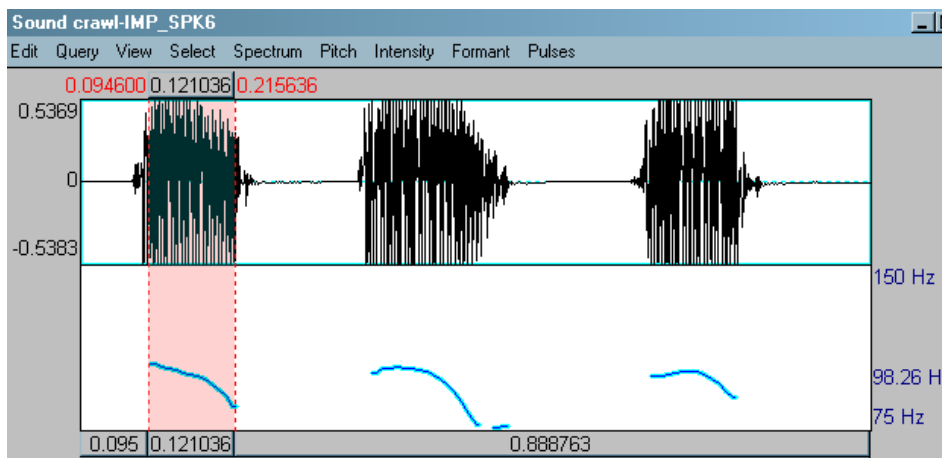 Sound crawl-IMP_SPK6
Edit Query View Select Spectrum Pitch Intensity Formant Pulses
0.094600 0.121036 0.215636
0.5369
0
-0.5383
150 Hz
98.26 H
75 Hz
0.095 0.121036 0.888763